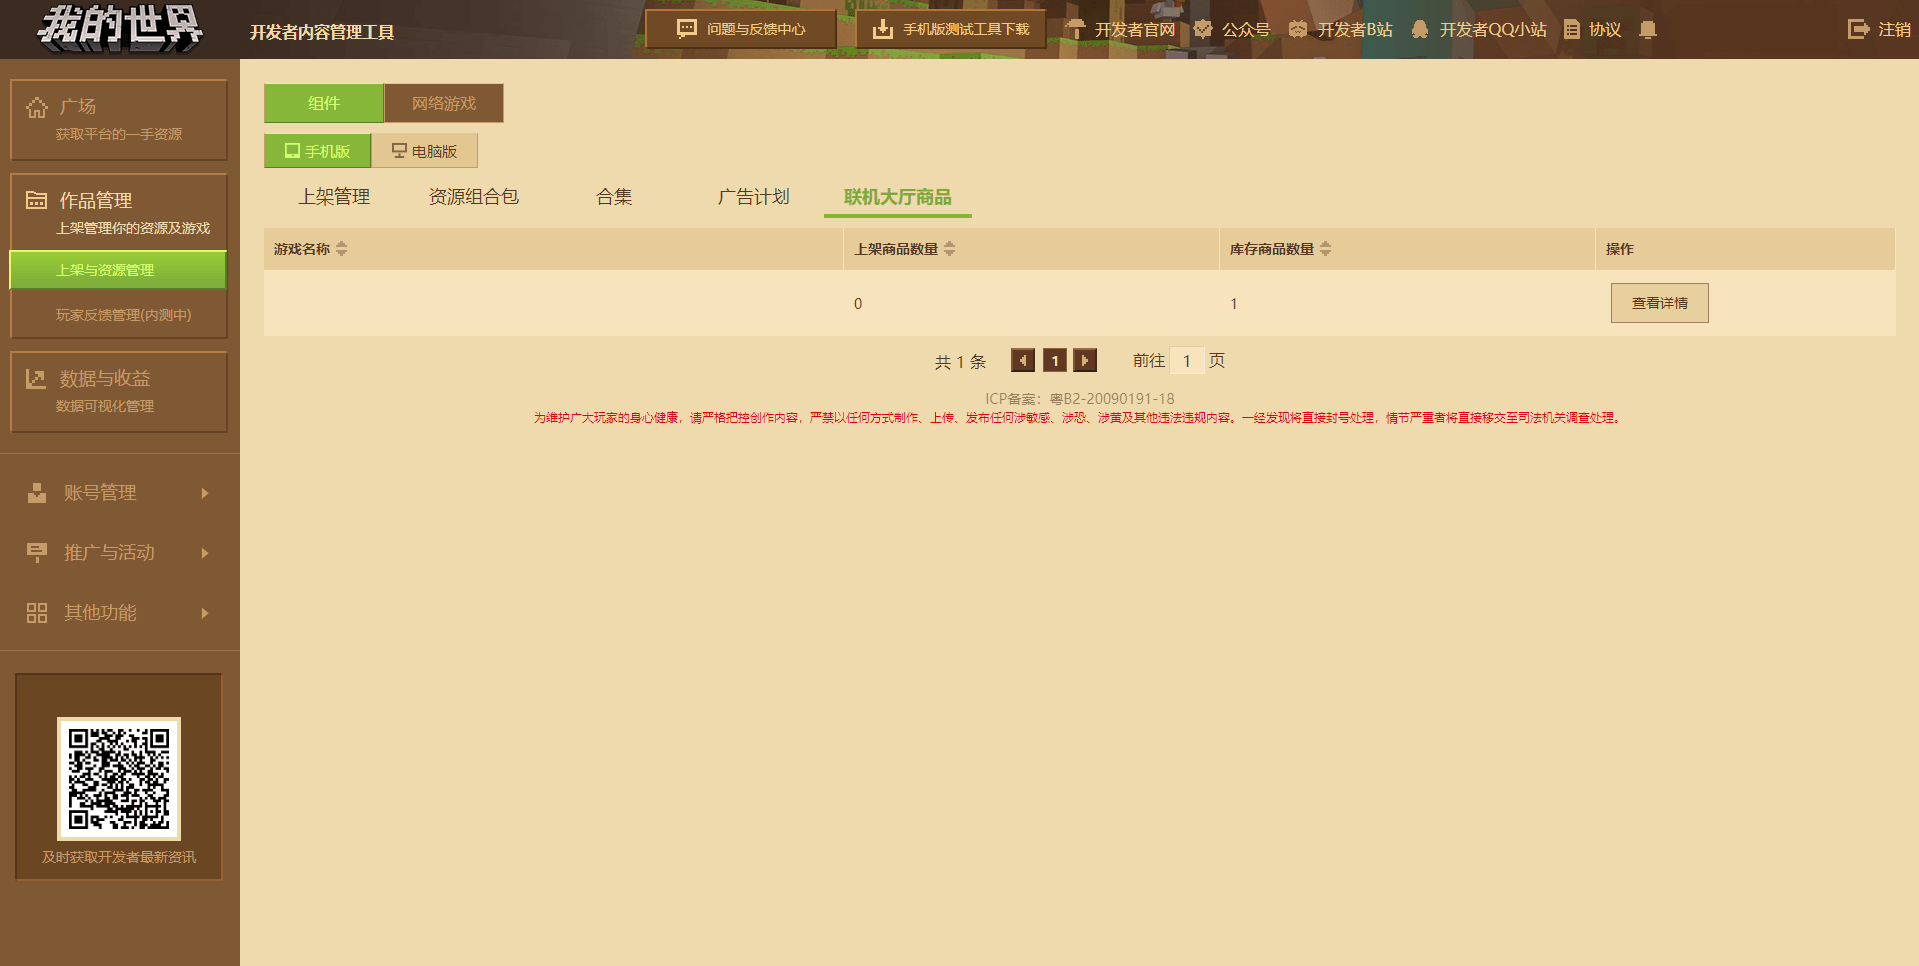 我的世界
开发者内容管理工具
问题与反馈中心
手机版测试工具下载
开发者官网
公众号
开发者B站
开发者QQ小站
协议
注销
广场
获取平台的一手资源
作品管理
上架管理你的资源及游戏
上架与资源管理
玩家反馈管理(内测中)
数据与收益
数据可视化管理
账号管理
推广与活动
其他功能
及时获取开发者最新资讯
组件
网络游戏
手机版
电脑版
上架管理
资源组合包
合集
广告计划
联机大厅商品
游戏名称
上架商品数量
库存商品数量
操作
0
1
查看详情
共 1 条
1
前往 1 页
ICP备案：粤B2-20090191-18
为维护广大玩家的身心健康，请严格把控创作内容，严禁以任何方式制作、上传、发布任何涉敏感、涉恐、涉黄及其他违法违规内容。一经发现将直接封号处理，情节严重者将直接移交至司法机关调查处理。